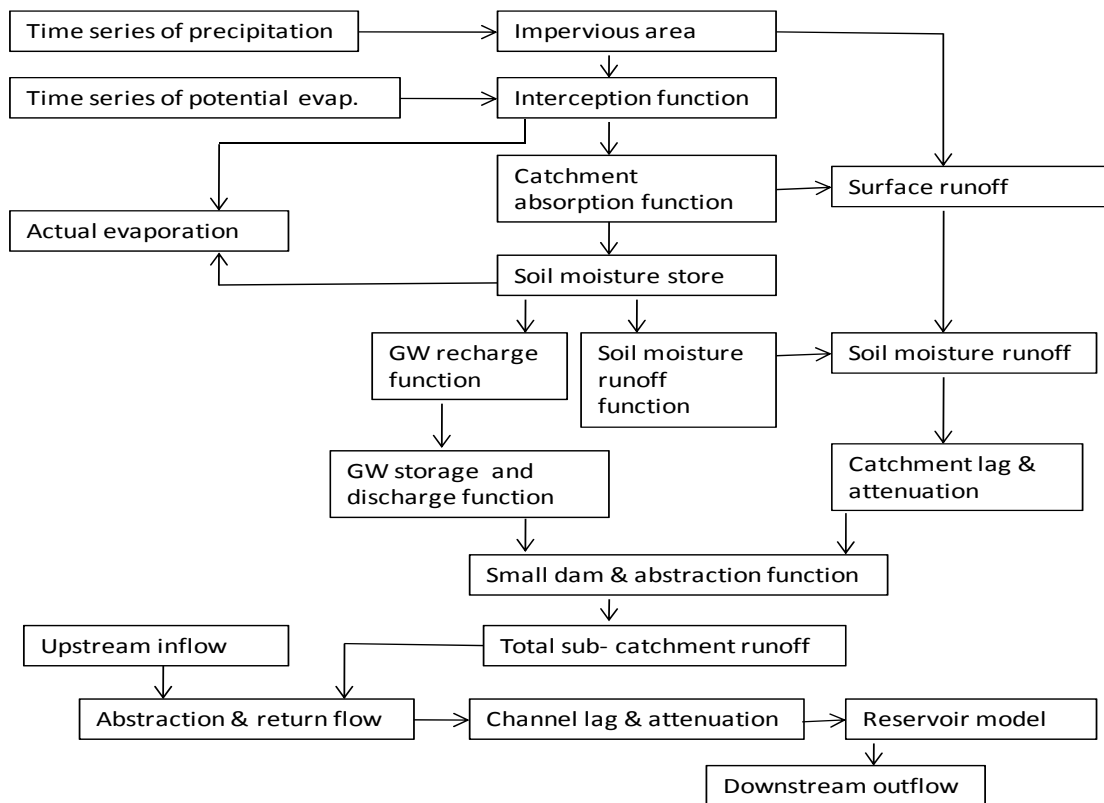 Time series of precipitation
Impervious area
Time series of potential evap.
Interception function
Catchment
absorption function
Surface runoff
Actual evaporation
Soil moisture store
GW recharge
function
Soil moisture
runoff
function
Soil moisture runoff
GW storage and
discharge function
Catchment lag &
attenuation
Small dam & abstraction function
Upstream inflow
Total sub- catchment runoff
Abstraction & return flow
Channel lag & attenuation
Reservoir model
Downstream outflow